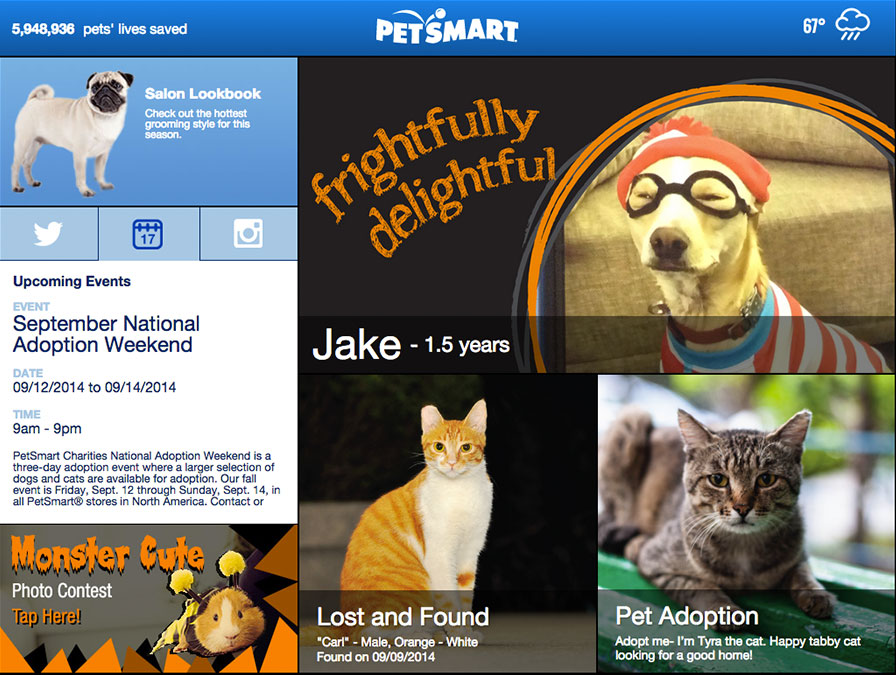 5,948,936 pets' lives saved
PETSMART
67°
Salon Lookbook
Check out the hottest
grooming style for this
season.
17
Upcoming Events
EVENT
September National
Adoption Weekend
DATE
09/12/2014 to 09/14/2014
TIME
9am - 9pm
PetSmart Charities National Adoption Weekend is a
three-day adoption event where a larger selection of
dogs and cats are available for adoption. Our fall
event is Friday, Sept. 12 through Sunday, Sept. 14, in
all PetSmart® stores in North America. Contact or
Monster Cute
Photo Contest
Tap Here!
frightfully
delightful
Jake - 1.5 years
Lost and Found
"Carl" - Male, Orange - White
Found on 09/09/2014
Pet Adoption
Adopt me- I'm Tyra the cat. Happy tabby cat
looking for a good home!